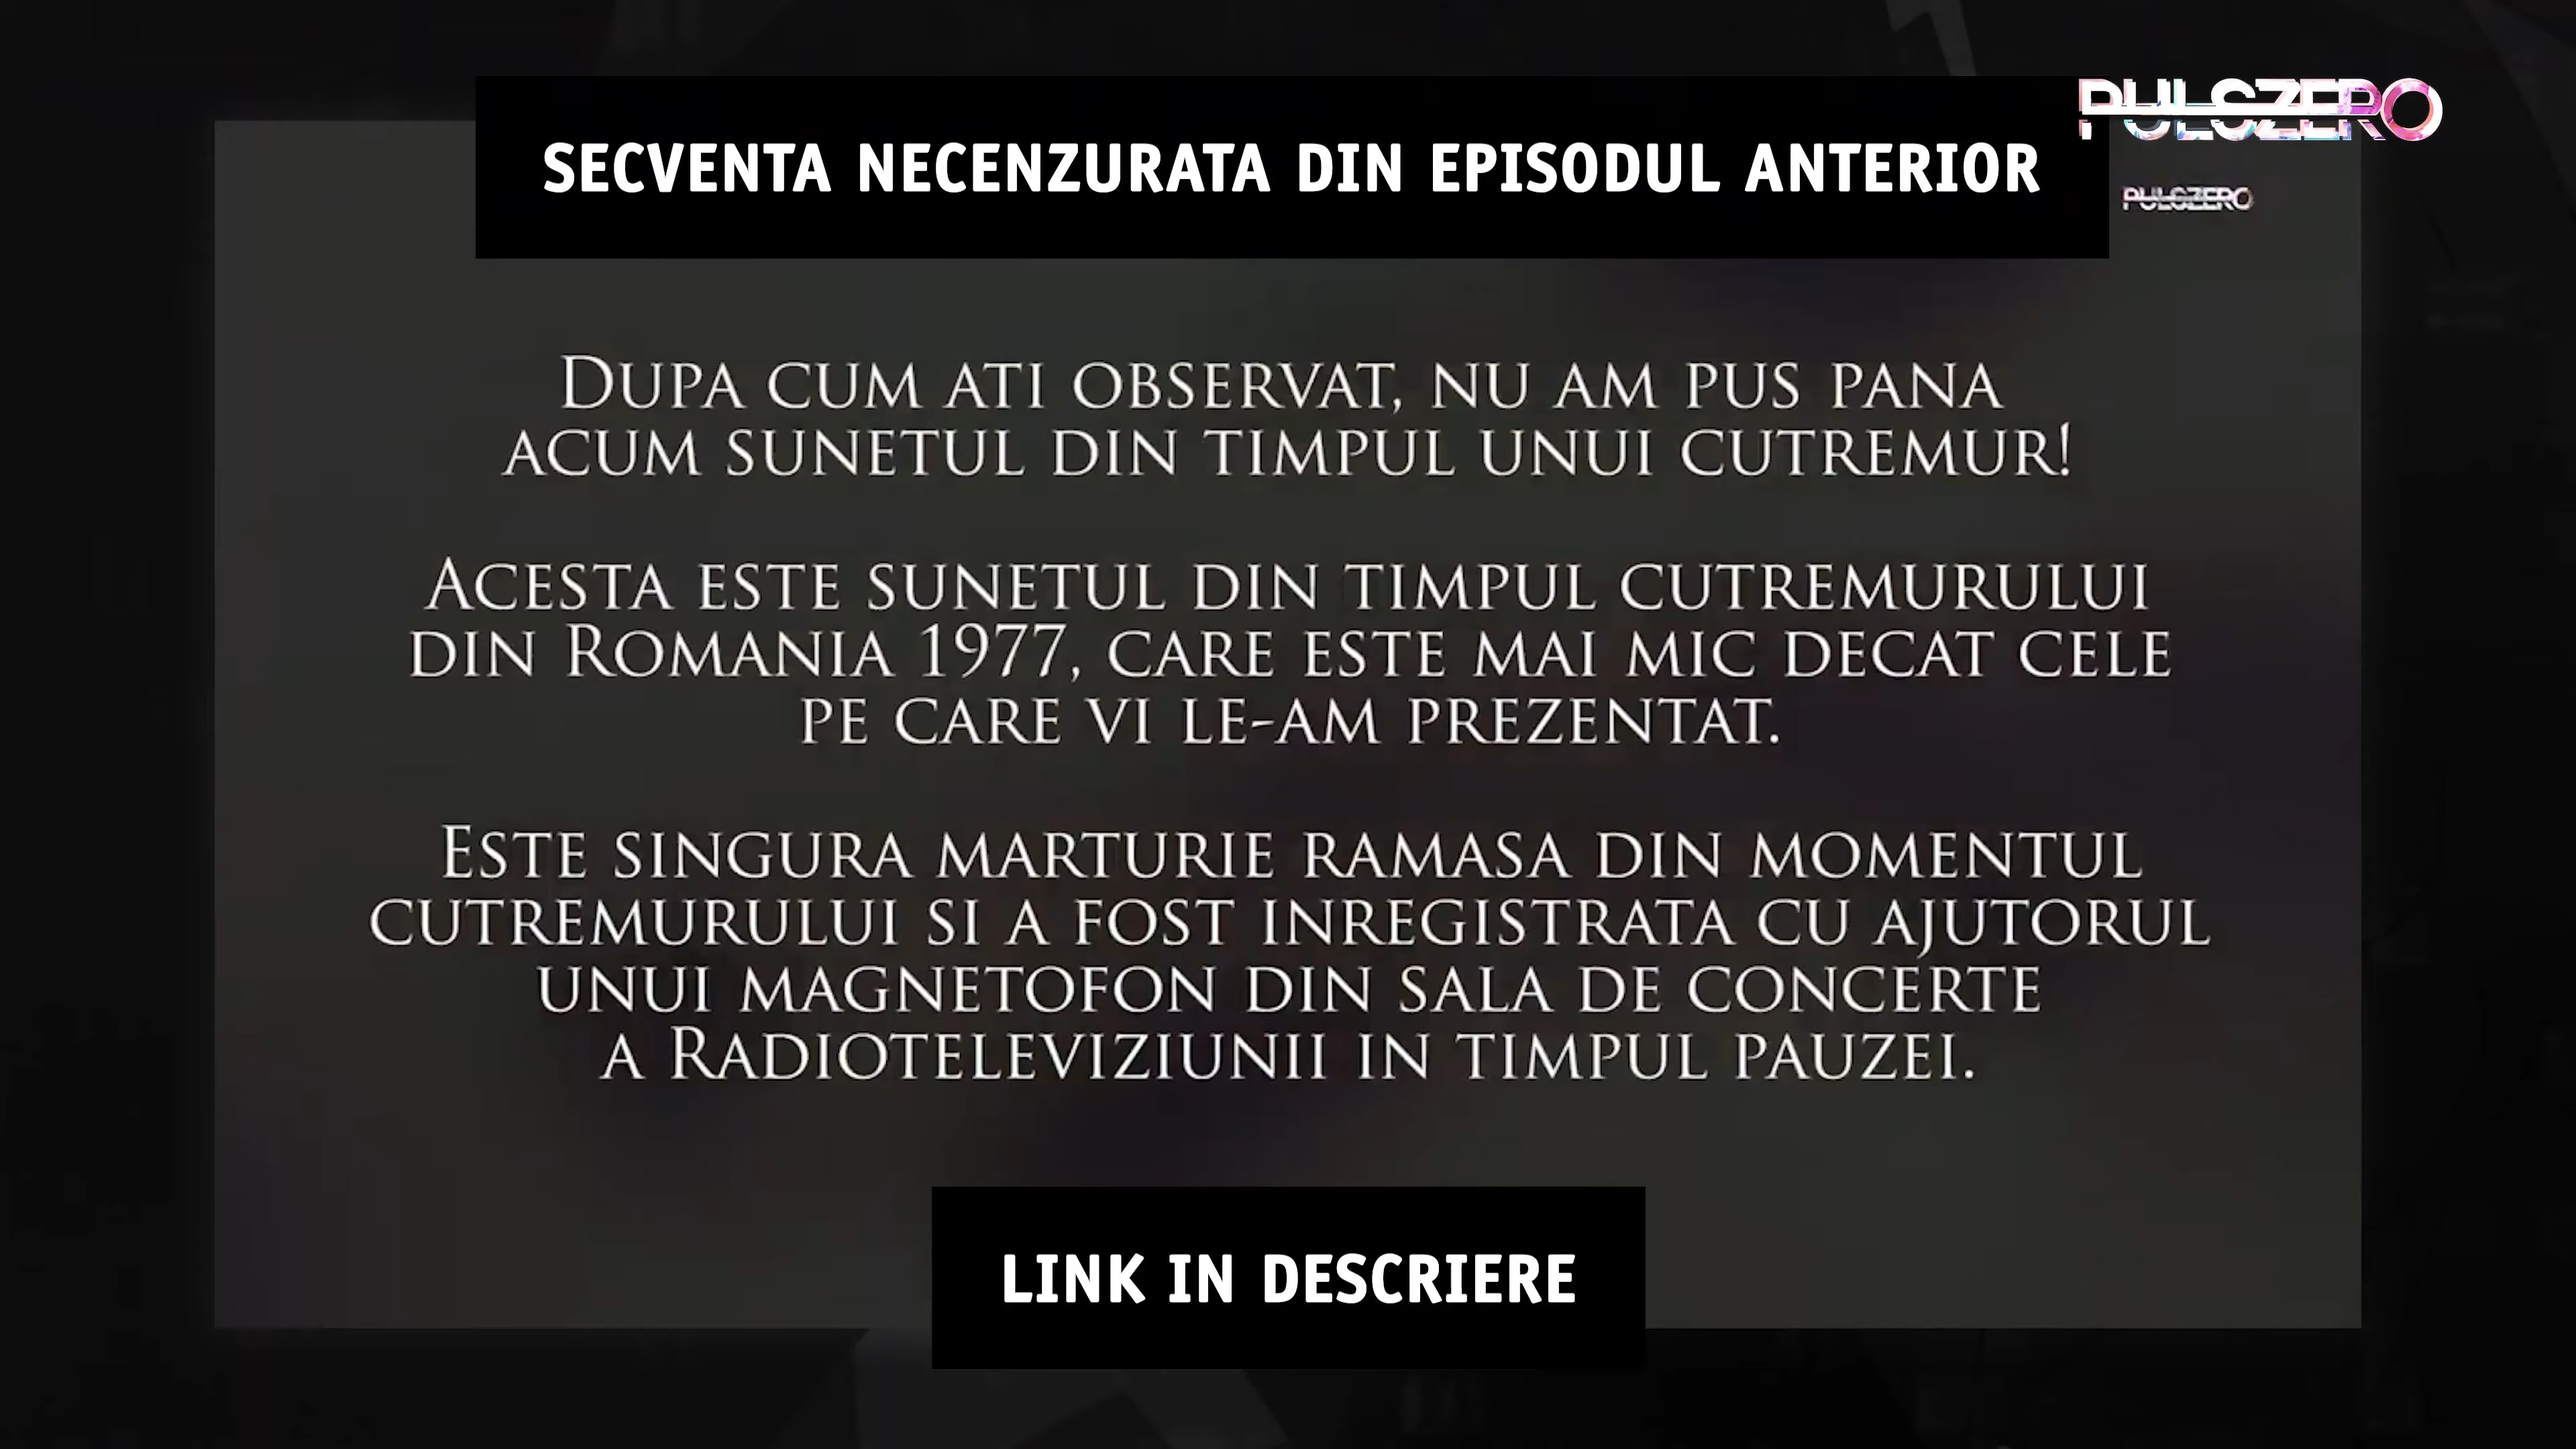 PULSZERO
SECVENTA NECENZURATA DIN EPISODUL ANTERIOR
PULSZERO
DUPA CUM ATI OBSERVAT, NU AM PUS PANA
ACUM SUNETUL DIN TIMPUL UNUI CUTREMUR!
ACESTA ESTE SUNETUL DIN TIMPUL CUTREMURULUI
DIN ROMANIA 1977, CARE ESTE MAI MIC DECAT CELE
PE CARE VI LE-AM PREZENTAT.
ESTE SINGURA MARTURIE RAMASA DIN MOMENTUL
CUTREMURULUI SI A FOST INREGISTRATA CU AJUTORUL
UNUI MAGNETOFON DIN SALA DE CONCERTE
A RADIOTELEVIZIUNII IN TIMPUL PAUZEI.
LINK IN DESCRIERE